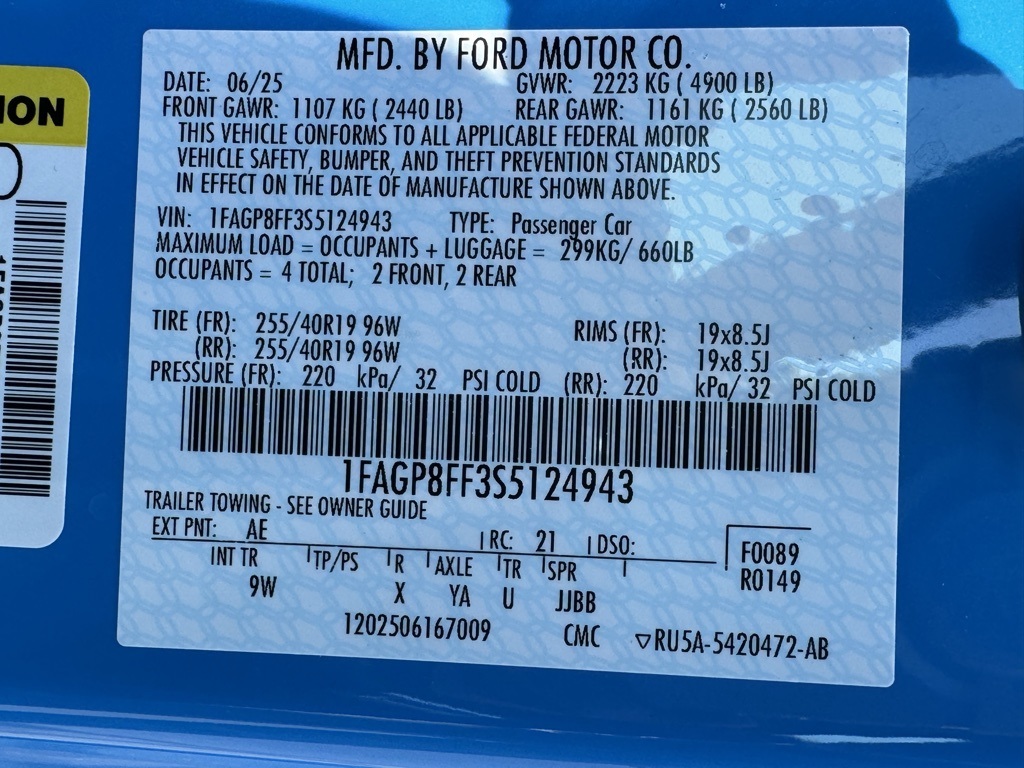 MFD. BY FORD MOTOR CO.
DATE: 06/25 GVWR: 2223 KG ( 4900 LB)
FRONT GAWR: 1107 KG ( 2440 LB) REAR GAWR: 1161 KG ( 2560 LB)
THIS VEHICLE CONFORMS TO ALL APPLICABLE FEDERAL MOTOR
VEHICLE SAFETY, BUMPER, AND THEFT PREVENTION STANDARDS
IN EFFECT ON THE DATE OF MANUFACTURE SHOWN ABOVE.
VIN: 1FAGP8FF3S5124943 TYPE: Passenger Car
MAXIMUM LOAD = OCCUPANTS + LUGGAGE = 299KG/ 660LB
OCCUPANTS = 4 TOTAL; 2 FRONT, 2 REAR
TIRE (FR): 255/40R19 96W RIMS (FR): 19x8.5J
(RR): 255/40R19 96W (RR): 19x8.5J
PRESSURE (FR): 220 kPa/ 32 PSI COLD (RR): 220 kPa/ 32 PSI COLD
1FAGP8FF3S5124943
TRAILER TOWING - SEE OWNER GUIDE
EXT PNT: AE RC: 21 DSO: F0089
INT TR TP/PS R AXLE TR SPR R0149
9W X YA U JJBB
1202506167009 CMC ▽RU5A-5420472-AB